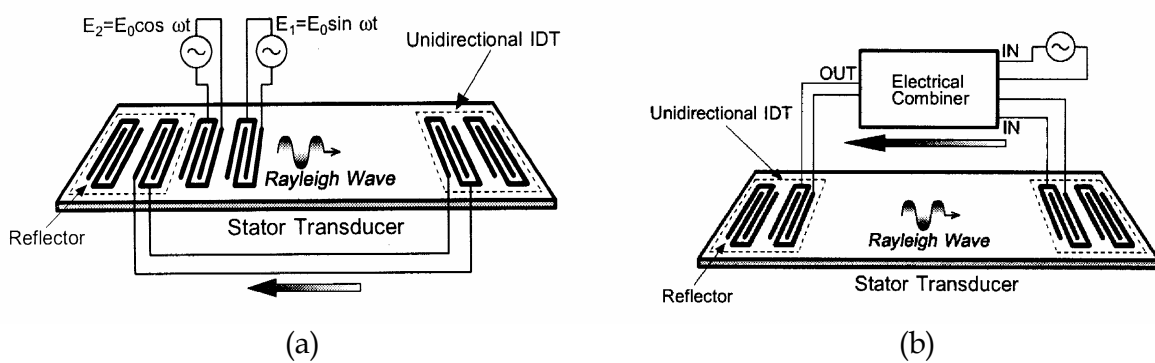 E₂=E₀cos ωt
E₁=E₀sin ωt
Unidirectional IDT
Rayleigh Wave
Reflector
Stator Transducer
(a)
IN
OUT
Electrical
Combiner
IN
Unidirectional IDT
Rayleigh Wave
Reflector
Stator Transducer
(b)